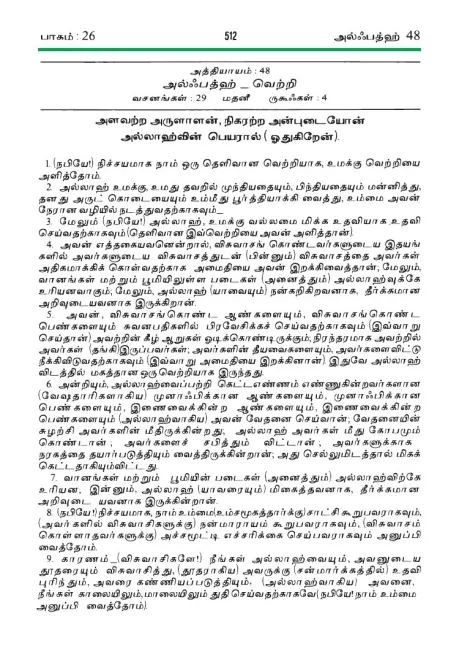 பாகம் : 26 512 அல்ஃபத்ஹ் 48
அத்தியாயம் : 48
அல்ஃபத்ஹ் _ வெற்றி
வசனங்கள் : 29 மதனீ ருகூஃகள் : 4
அளவற்ற அருளாளன், நிகரற்ற அன்புடையோன்
அல்லாஹ்வின் பெயரால் ( ஓதுகிறேன்).
1. (நபியே!) நிச்சயமாக நாம் ஒரு தெளிவான வெற்றியாக, உமக்கு வெற்றியை
அளித்தோம்.
2. அல்லாஹ் உமக்கு, உமது தவறில் முந்தியதையும், பிந்தியதையும் மன்னித்து,
தனது அருட் கொடையையும் உம்மீது பூர்த்தியாக்கி வைத்து, உம்மை அவன்
நேரான வழியில் நடத்துவதற்காகவும்_
3. மேலும் (நபியே!) அல்லாஹ் , உமக்கு வல்லமை மிக்க உதவியாக உதவி
செய்வதற்காகவும் (தெளிவான இவ்வெற்றியை அவன் அளித்தான்).
4. அவன் எத்தகையவனென்றால், விசுவாசங் கொண்டவர்களுடைய இதயங்
களில் அவர்களுடைய விசுவாசத்துடன் (பின்னும்) விசுவாசத்தை அவர்கள்
அதிகமாக்கிக் கொள்வதற்காக அமைதியை அவன் இறக்கிவைத்தான்; மேலும்,
வானங்கள் மற்றும் பூமியிலுள்ள படைகள் (அனைத்தும்) அல்லாஹ்வுக்கே
உரியனவாகும்; மேலும், அல்லாஹ் (யாவையும்) நன்கறிகிறவனாக, தீர்க்கமான
அறிவுடையவனாக இருக்கிறான்.
5. அவன் , விசுவாசங்கொண்ட ஆண்களையும், விசுவாசங்கொண்ட
பெண்களையும் சுவனபதிகளில் பிரவேசிக்கச் செய்வதற்காகவும் (இவ்வாறு
செய்தான்) அவற்றின் கீழ் ஆறுகள் ஓடிக்கொண்டிருக்கும்; நிரந்தரமாக அவற்றில்
அவர்கள் (தங்கி)இருப்பவர்கள்; அவர்களின் தீயவைகளையும், அவர்களைவிட்டு
நீக்கிவிடுவதற்காகவும் (இவ்வாறு அமைதியை இறக்கினான்) இதுவே அல்லாஹ்
விடத்தில் மகத்தான ஒருவெற்றியாக இருந்தது.
6. அன்றியும், அல்லாஹ்வைப்பற்றி கெட்டஎண்ணம் எண்ணுகின்றவர்களான
(வேஷதாரிகளாகிய) முனாஃபிக்கான ஆண்களையும், முனாஃபிக்கான
பெண்களையும், இணைவைக்கின்ற ஆண்களையும், இணைவைக்கின்ற
பெண்களையும் (அல்லாஹ்வாகிய) அவன் வேதனை செய்வான்; வேதனையின்
சுழற்சி அவர்களின் மீதிருக்கின்றது; அல்லாஹ் அவர்கள் மீது கோபமும்
கொண்டான் ; அவர்களைச் சபித்தும் விட்டான் ; அவர்களுக்காக
நரகத்தை தயார்படுத்தியும் வைத்திருக்கின்றான்; அது செல்லுமிடத்தால் மிகக்
கெட்டதாகியும்விட்டது.
7. வானங்கள் மற்றும் பூமியின் படைகள் (அனைத்தும்) அல்லாஹ்விற்கே
உரியன, இன்னும், அல்லாஹ் (யாவரையும்) மிகைத்தவனாக, தீர்க்கமான
அறிவுடை யவனாக இருக்கின்றான்.
8. (நபியே!) நிச்சயமாக, நாம் உம்மை(உம்சமூகத்தார்க்கு)சாட்சி கூறுபவராகவும்,
(அவர்களில் விசுவாசிகளுக்கு) நன்மாராயம் கூறுபவராகவும், (விசுவாசம்
கொள்ளாதவர்களுக்கு) அச்சமூட்டி எச்சரிக்கை செய்பவராகவும் அனுப்பி
வைத்தோம்.
9. காரணம் _(விசுவாசிகளே!) நீங்கள் அல்லாஹ்வையும், அவனுடைய
தூதரையும் விசுவாசித்து, (தூதராகிய) அவருக்கு (சன்மார்க்கத்தில்) உதவி
புரிந்தும், அவரை கண்ணியப்படுத்தியும், (அல்லாஹ்வாகிய) அவனை,
நீங்கள் காலையிலும்,மாலையிலும் துதி செய்வதற்காகவே(நபியே! நாம் உம்மை
அனுப்பி வைத்தோம்).